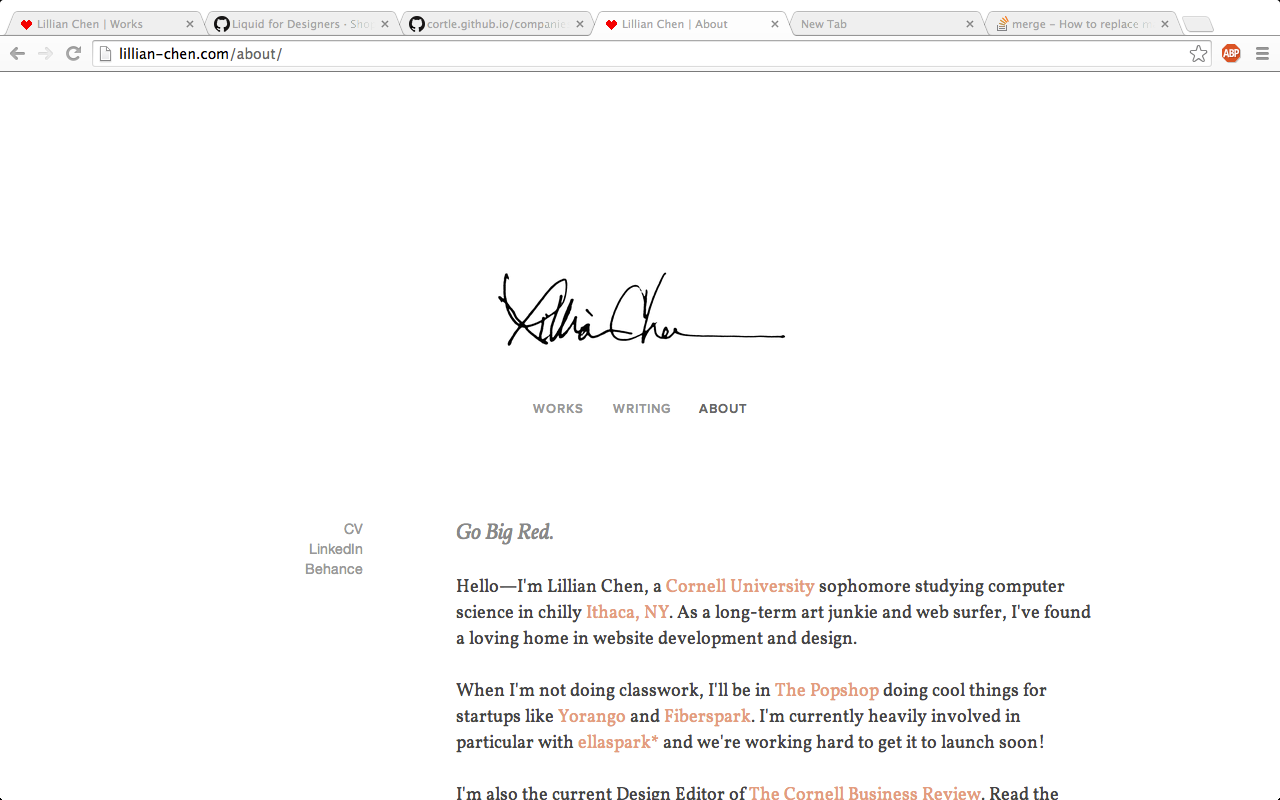 Lillian Chen | Works
Liquid for Designers · Sho
cortle.github.io/companie
Lillian Chen | About
New Tab
merge – How to replace m
lillian-chen.com/about/
ABP
Lillian Chen
WORKS
WRITING
ABOUT
CV
LinkedIn
Behance
Go Big Red.
Hello—I'm Lillian Chen, a Cornell University sophomore studying computer
science in chilly Ithaca, NY. As a long-term art junkie and web surfer, I've found
a loving home in website development and design.
When I'm not doing classwork, I'll be in The Popshop doing cool things for
startups like Yorango and Fiberspark. I'm currently heavily involved in
particular with ellaspark* and we're working hard to get it to launch soon!
I'm also the current Design Editor of The Cornell Business Review. Read the